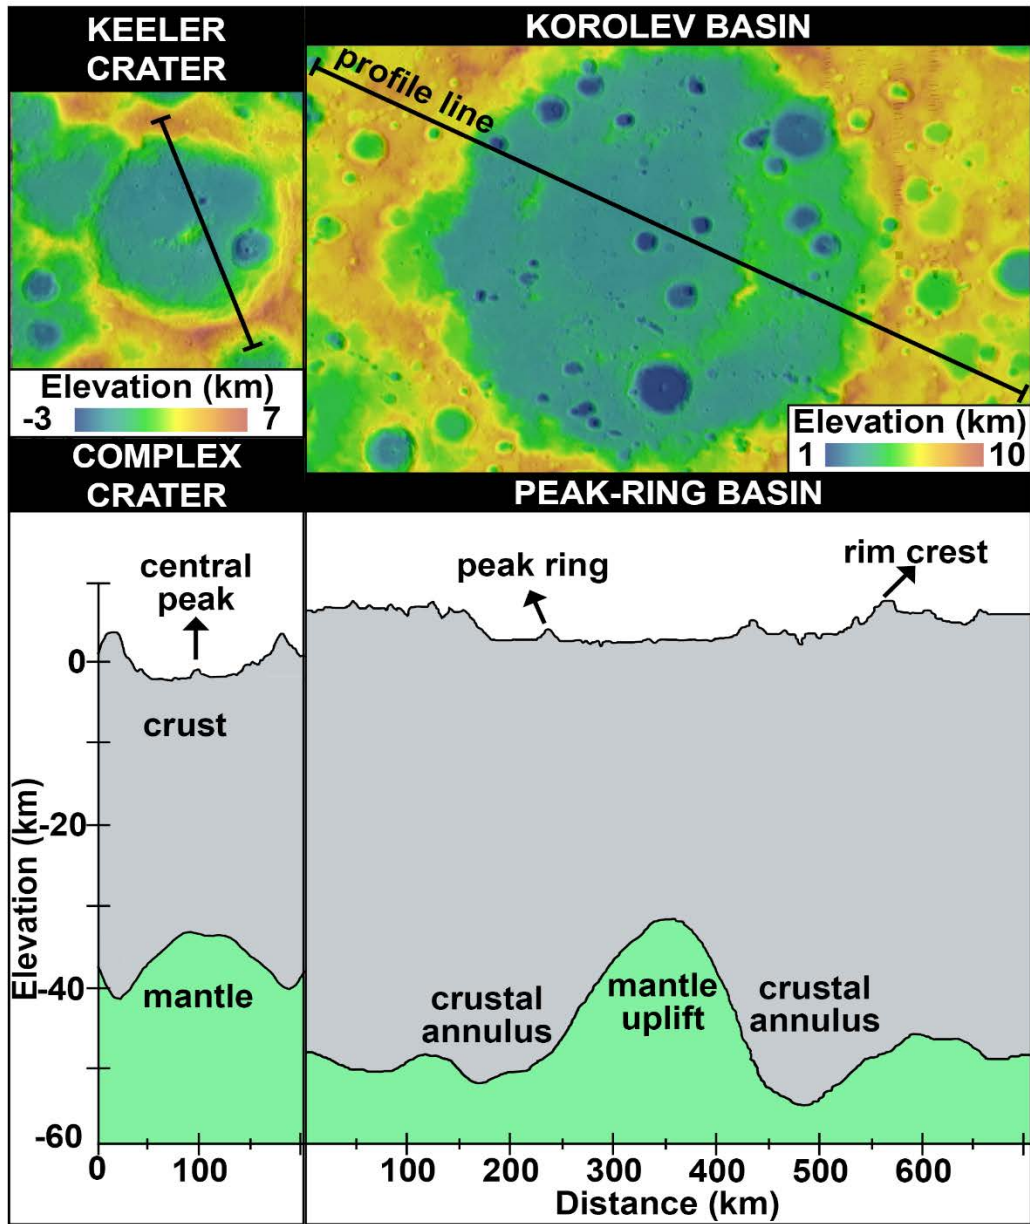 KEELER
CRATER
KOROLEV BASIN
profile line
Elevation (km)
-3 7
Elevation (km)
1 10
COMPLEX
CRATER
PEAK-RING BASIN
central
peak
peak ring
rim crest
crust
mantle
crustal
annulus
mantle
uplift
crustal
annulus
Elevation (km)
0
-20
-40
-60
0 100
100 200 300 400 500 600
Distance (km)